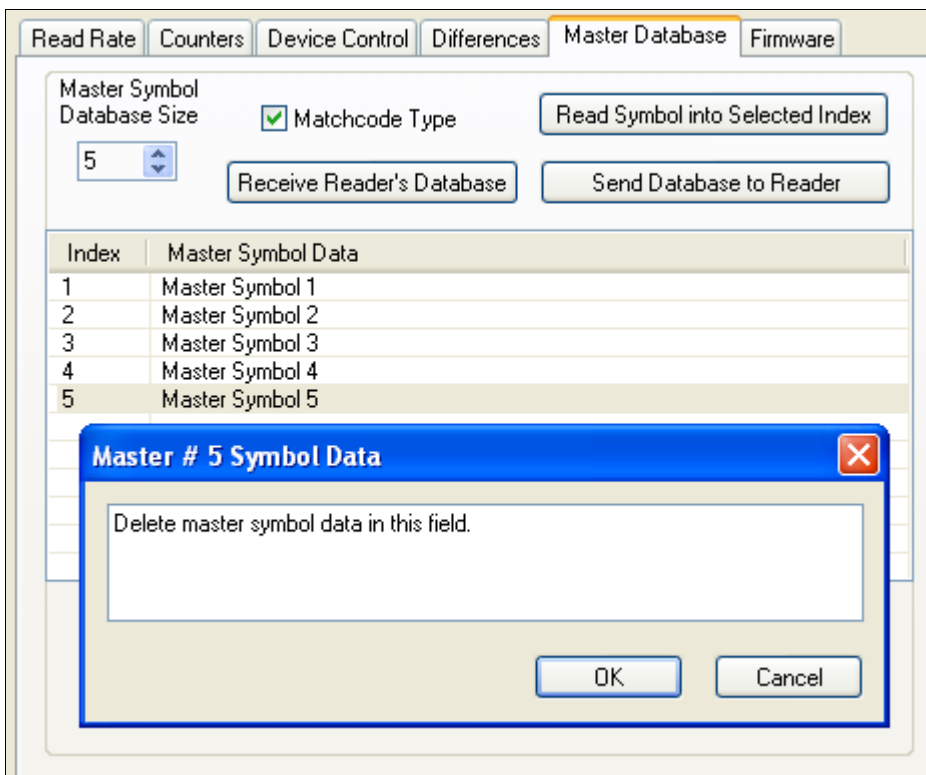 Read Rate Counters Device Control Differences Master Database Firmware
Master Symbol
Database Size
Matchcode Type
Read Symbol into Selected Index
5
Receive Reader's Database
Send Database to Reader
Index Master Symbol Data
1 Master Symbol 1
2 Master Symbol 2
3 Master Symbol 3
4 Master Symbol 4
5 Master Symbol 5
Master # 5 Symbol Data
Delete master symbol data in this field.
OK Cancel